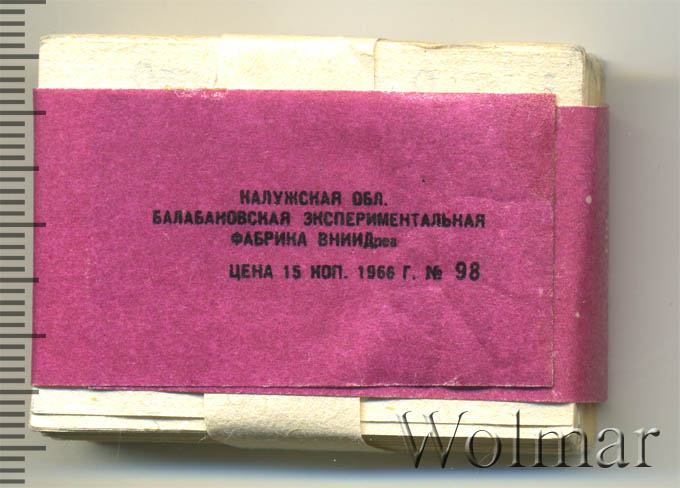 КАЛУЖСКАЯ ОБЛ.
БАЛАБАНОВСКАЯ ЭКСПЕРИМЕНТАЛЬНАЯ
ФАБРИКА ВНИИДрев
ЦЕНА 15 КОП. 1966 Г. № 98
Wolmar